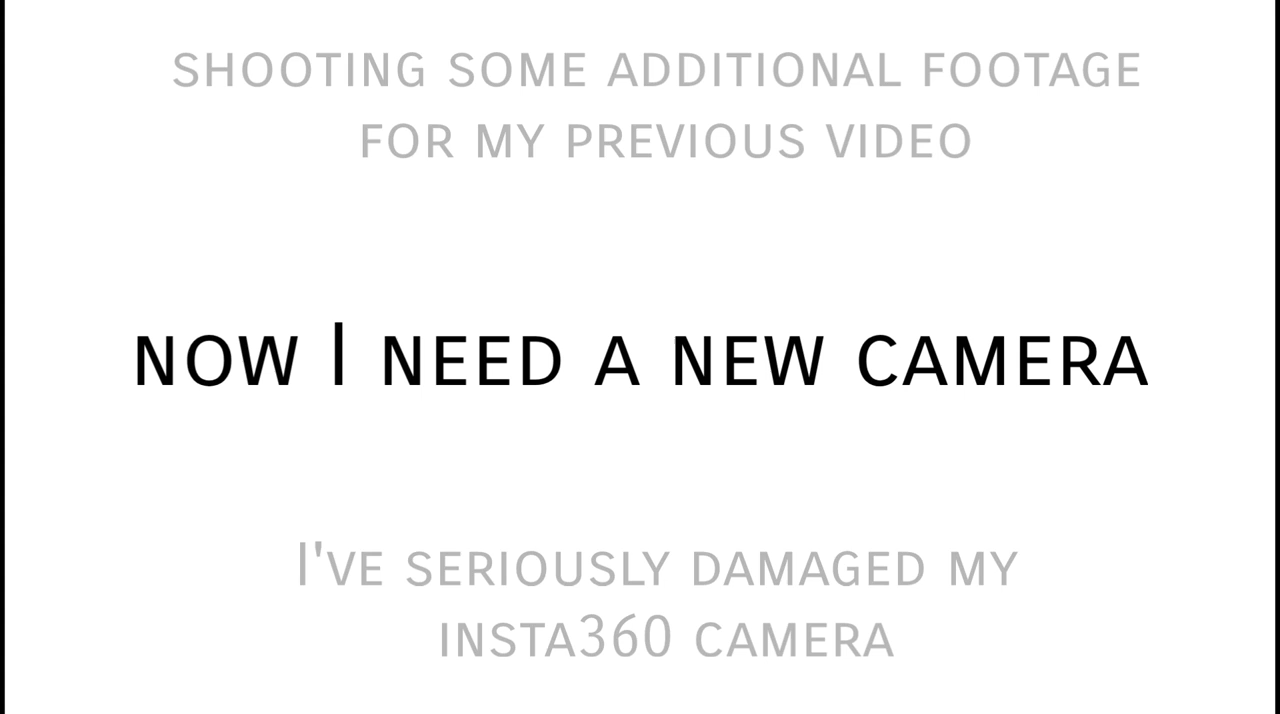 SHOOTING SOME ADDITIONAL FOOTAGE
FOR MY PREVIOUS VIDEO
NOW I NEED A NEW CAMERA
I'VE SERIOUSLY DAMAGED MY
INSTA360 CAMERA